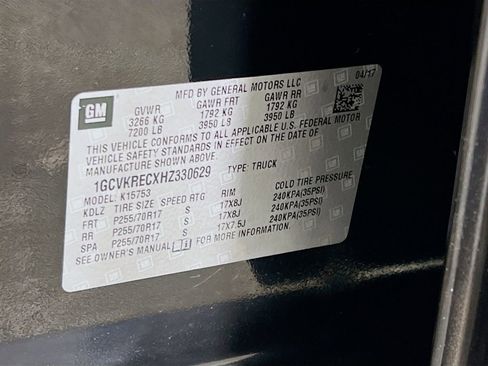 MFD BY GENERAL MOTORS LLC 04/17
GM GVWR GAWR FRT GAWR RR
3266 KG 1792 KG 1792 KG
7200 LB 3950 LB 3950 LB
THIS VEHICLE CONFORMS TO ALL APPLICABLE U.S. FEDERAL MOTOR
VEHICLE SAFETY STANDARDS IN EFFECT ON THE DATE OF
MANUFACTURE SHOWN ABOVE.
1GCVKRECXHZ330629 TYPE: TRUCK
MODEL: K15753
KDLZ TIRE SIZE SPEED RTG RIM COLD TIRE PRESSURE
FRT P255/70R17 S 17X8J 240KPA(35PSI)
RR P255/70R17 S 17X8J 240KPA(35PSI)
SPA P255/70R17 S 17X7.5J 240KPA(35PSI)
SEE OWNER'S MANUAL FOR MORE INFORMATION.